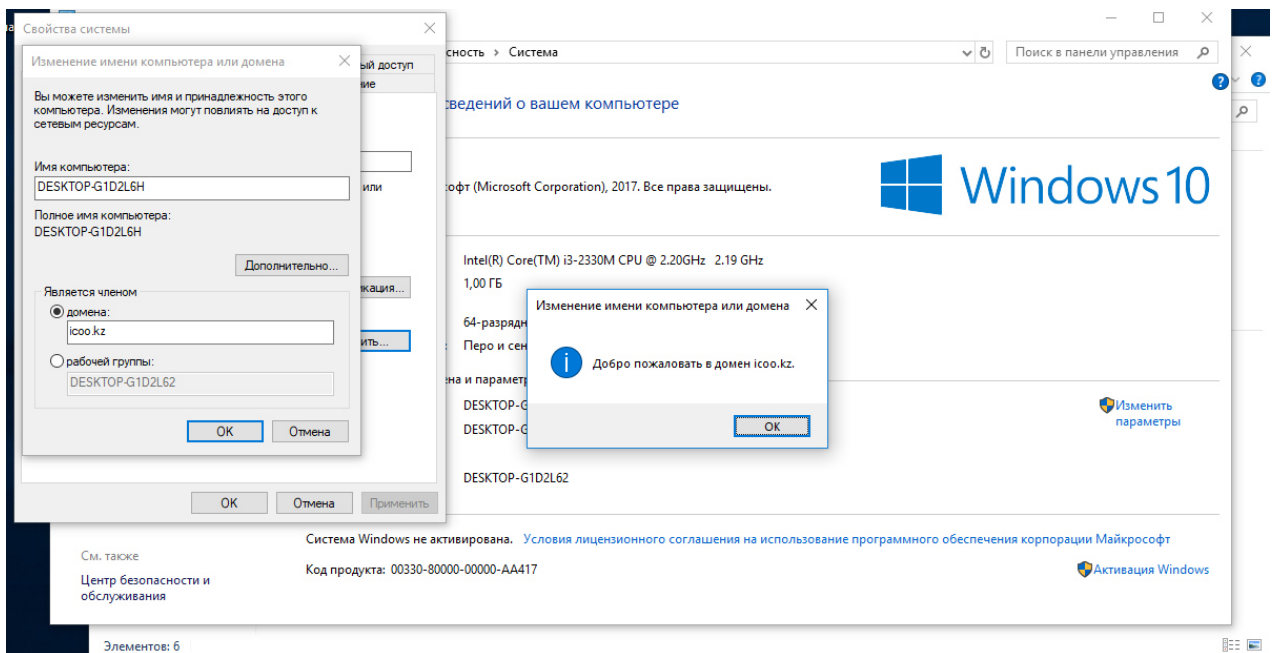 Свойства системы
Изменение имени компьютера или домена
ый доступ
ие
Вы можете изменить имя и принадлежность этого
компьютера. Изменения могут повлиять на доступ к
сетевым ресурсам.
Имя компьютера:
DESKTOP-G1D2L6H
или
Полное имя компьютера:
DESKTOP-G1D2L6H
Дополнительно...
кация...
Является членом
домена:
icoo.kz
ить...
рабочей группы:
DESKTOP-G1D2L62
OK Отмена
OK Отмена Применить
сность > Система
Поиск в панели управления
сведений о вашем компьютере
офт (Microsoft Corporation), 2017. Все права защищены.
Windows 10
Intel(R) Core(TM) i3-2330M CPU @ 2.20GHz 2.19 GHz
1,00 ГБ
64-разрядн
Перо и сен
на и парамет
DESKTOP-G
DESKTOP-G
DESKTOP-G1D2L62
Изменить
параметры
Изменение имени компьютера или домена
Добро пожаловать в домен icoo.kz.
OK
Система Windows не активирована. Условия лицензионного соглашения на использование программного обеспечения корпорации Майкрософт
Код продукта: 00330-80000-00000-AA417
Активация Windows
См. также
Центр безопасности и
обслуживания
Элементов: 6